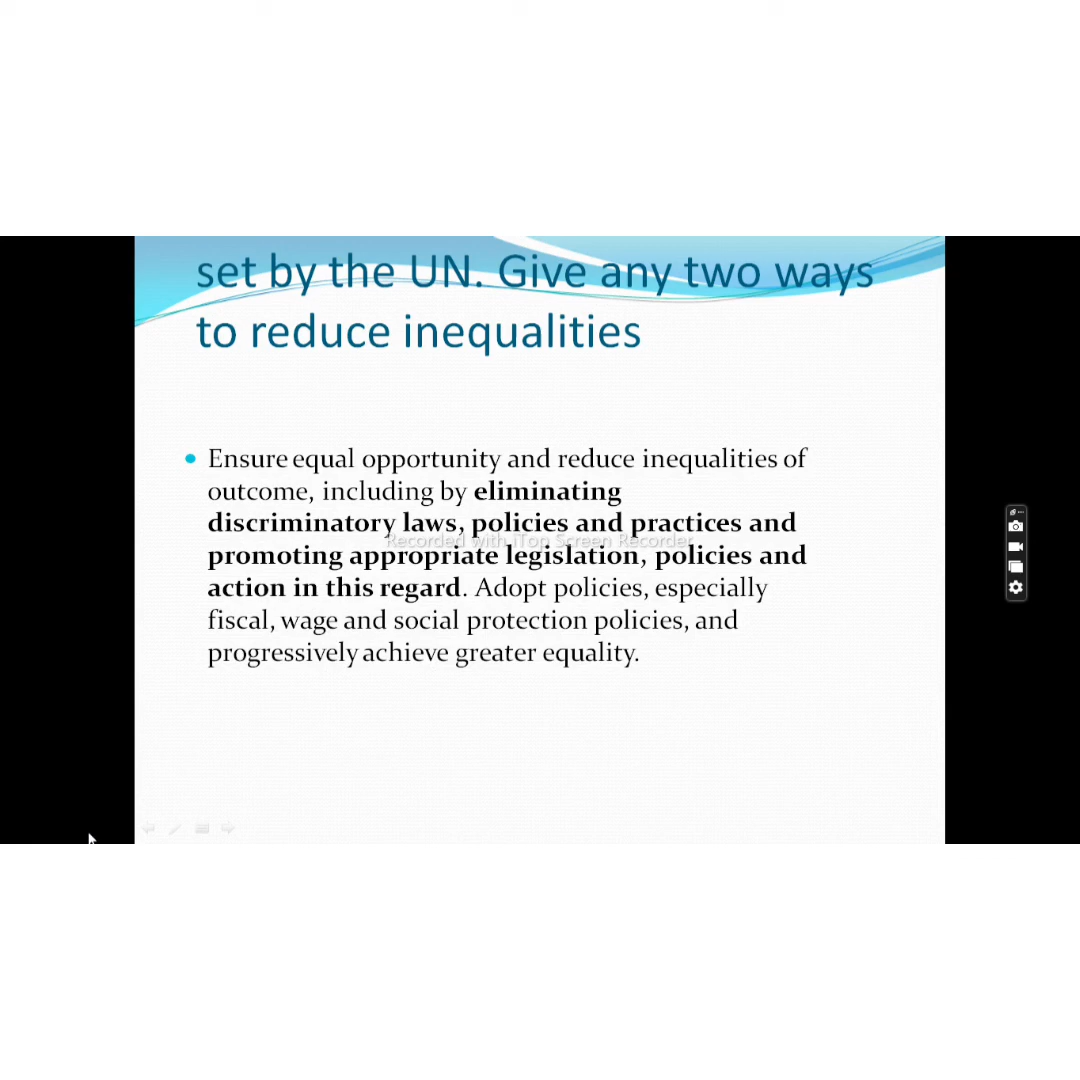 set by the UN. Give any two ways
to reduce inequalities
Ensure equal opportunity and reduce inequalities of
outcome, including by eliminating
discriminatory laws, policies and practices and
Recorded with iTop Screen Recorder
promoting appropriate legislation, policies and
action in this regard. Adopt policies, especially
fiscal, wage and social protection policies, and
progressively achieve greater equality.